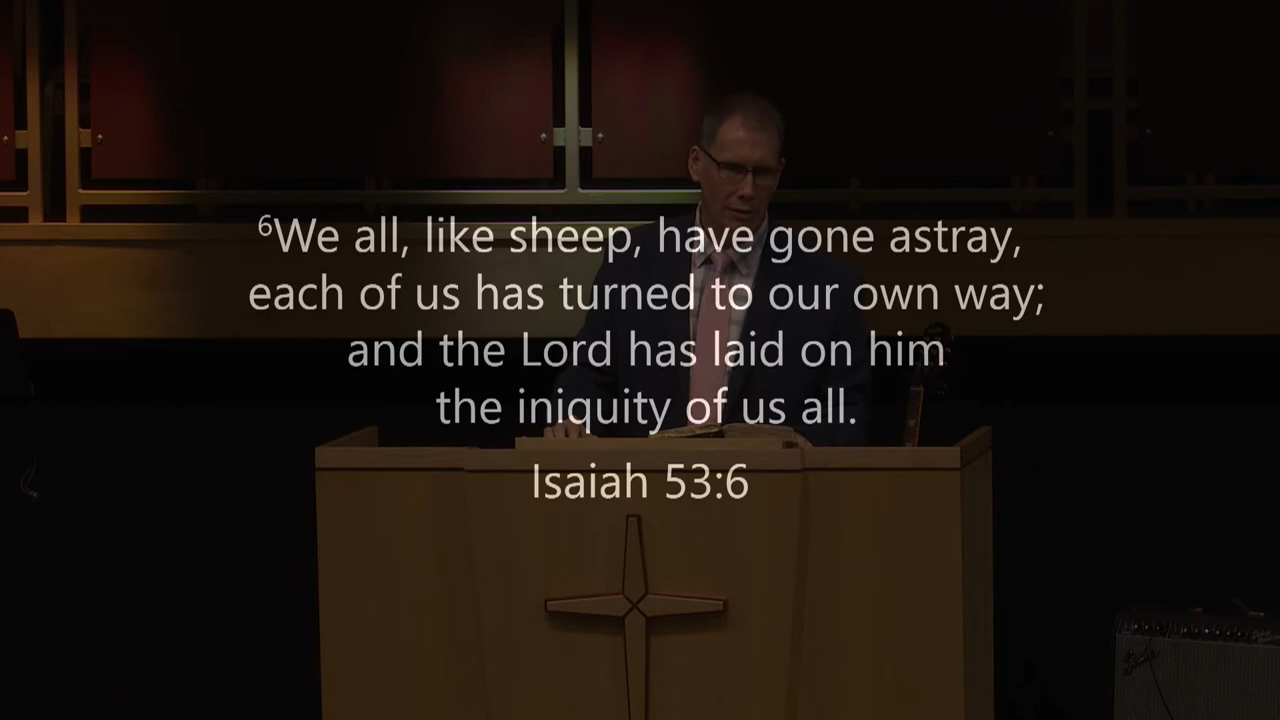 ⁶We all, like sheep, have gone astray,
each of us has turned to our own way;
and the Lord has laid on him
the iniquity of us all.
Isaiah 53:6
Fender